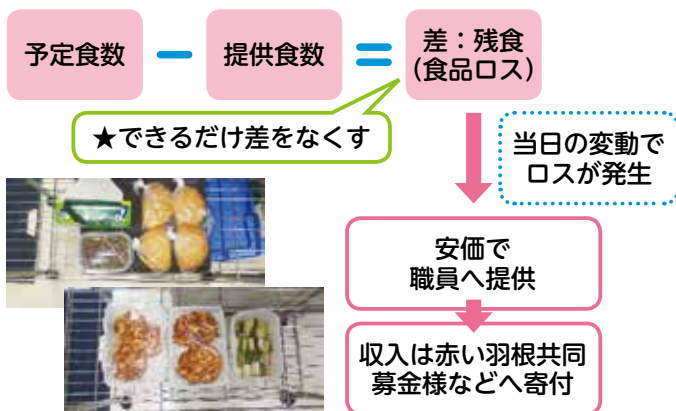 予定食数 － 提供食数 ＝ 差：残食
(食品ロス)
★できるだけ差をなくす
当日の変動で
ロスが発生
安価で
職員へ提供
収入は赤い羽根共同
募金様などへ寄付